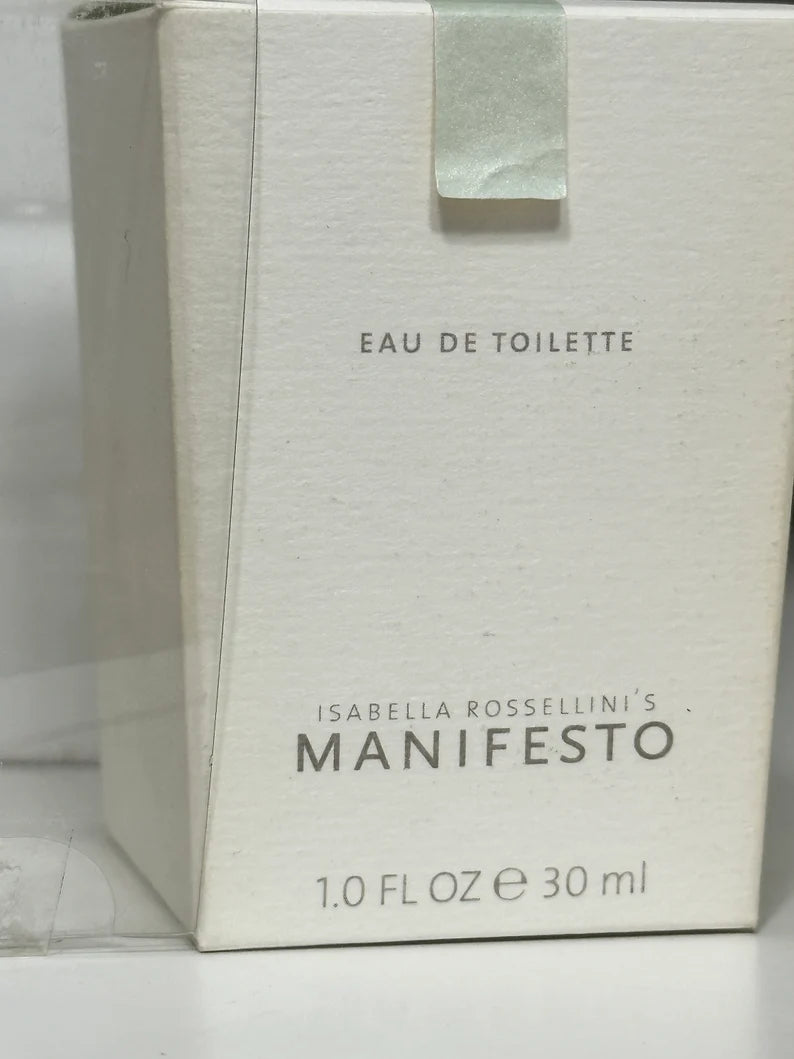 EAU DE TOILETTE
ISABELLA ROSSELLINI'S
MANIFESTO
1.0 FL OZ ℮ 30 ml